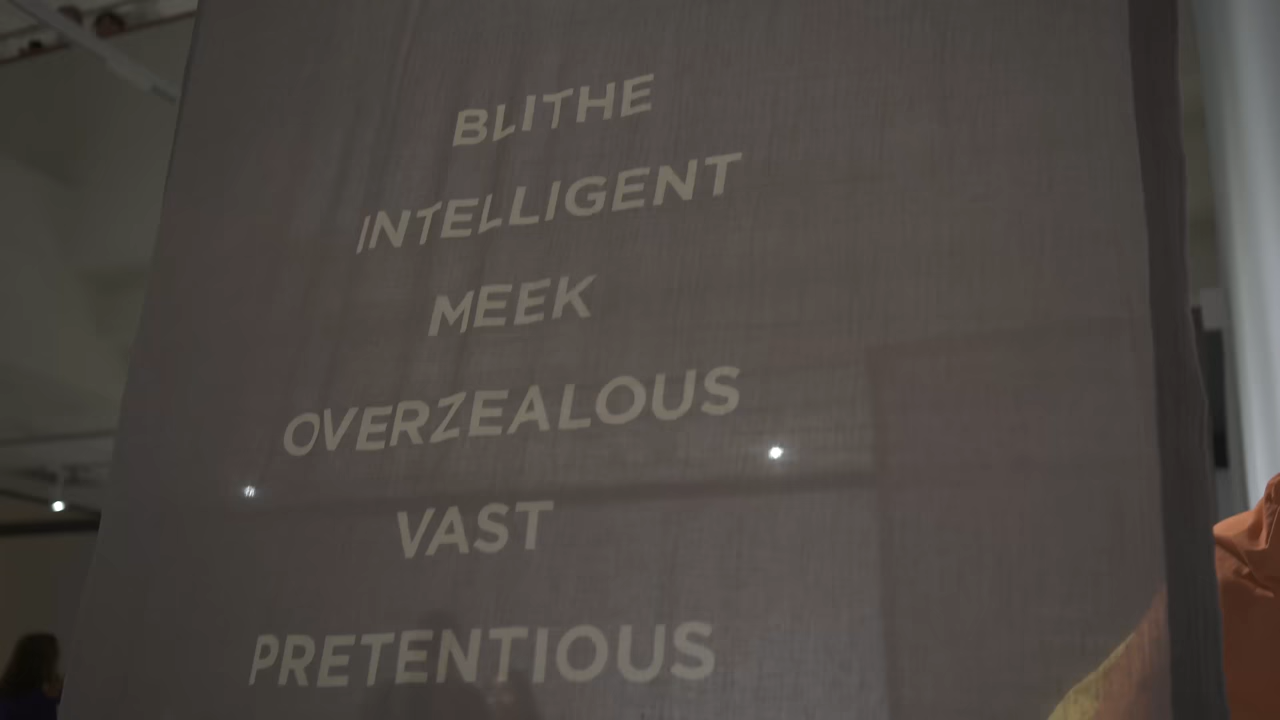 BLITHE
INTELLIGENT
MEEK
OVERZEALOUS
VAST
PRETENTIOUS